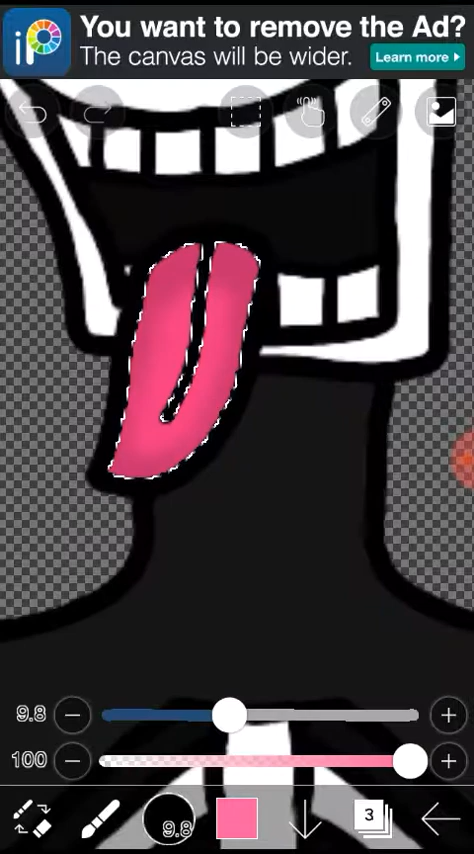 You want to remove the Ad?
iP
The canvas will be wider.
Learn more
9.8
100
9.8
3